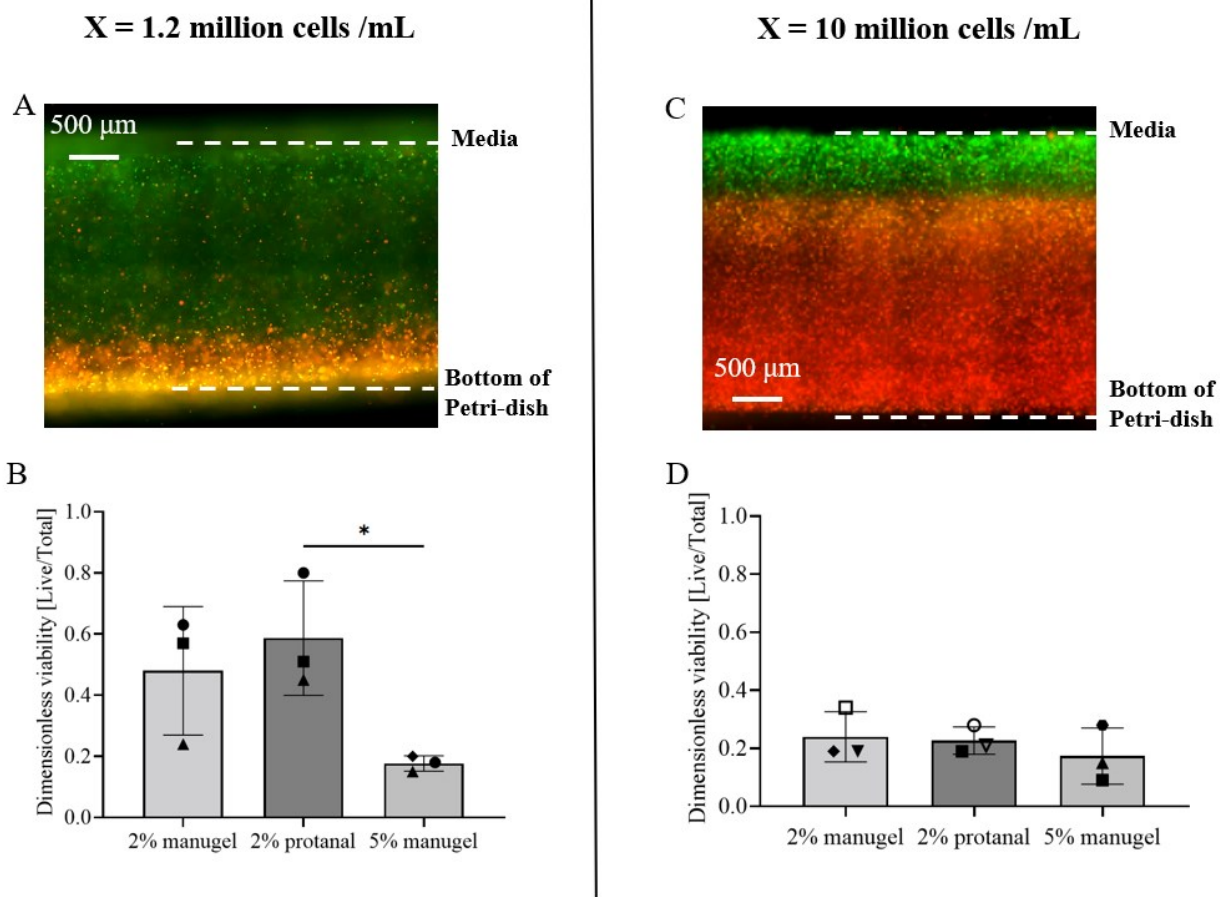 X = 1.2 million cells /mL
A
500 µm
Media
Bottom of
Petri-dish
B
Dimensionless viability [Live/Total]
1.0
0.8
0.6
0.4
0.2
0.0
*
2% manugel
2% protanal
5% manugel
X = 10 million cells /mL
C
Media
500 µm
Bottom of
Petri-dish
D
Dimensionless viability [Live/Total]
1.0
0.8
0.6
0.4
0.2
0.0
2% manugel
2% protanal
5% manugel